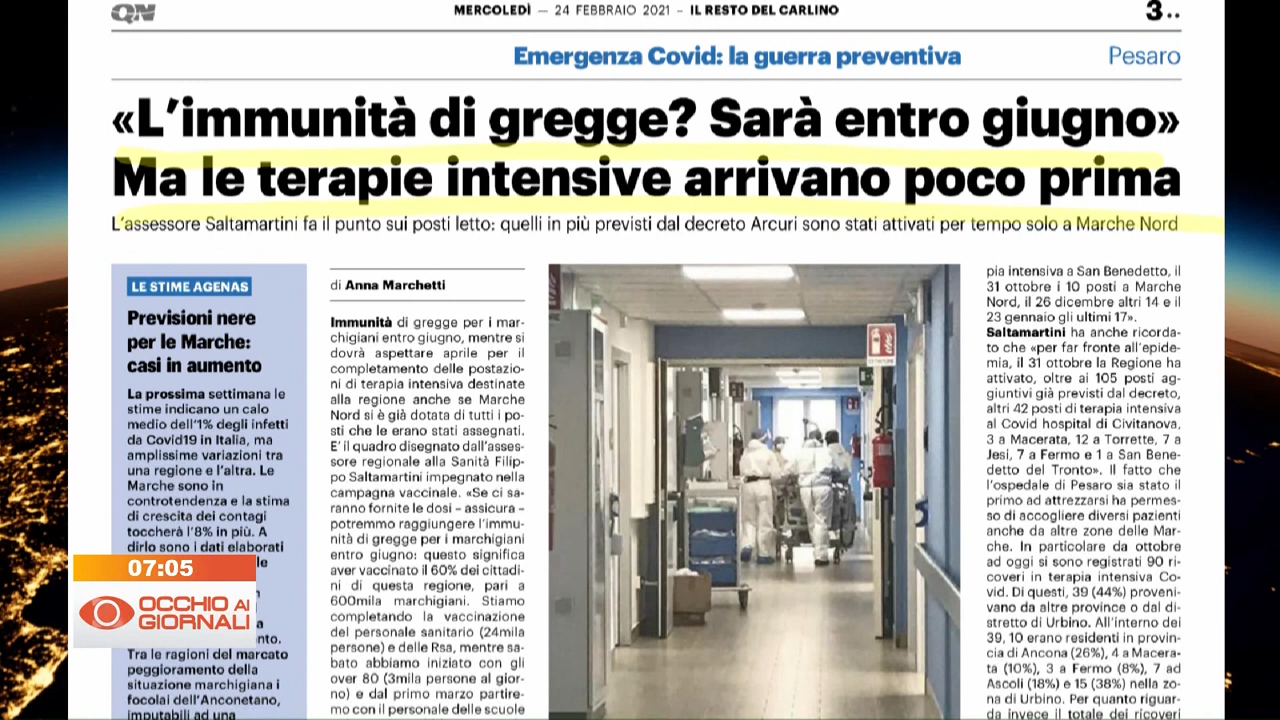 QN
MERCOLEDÌ — 24 FEBBRAIO 2021 – IL RESTO DEL CARLINO
3..
Emergenza Covid: la guerra preventiva
Pesaro
«L'immunità di gregge? Sarà entro giugno»
Ma le terapie intensive arrivano poco prima
L'assessore Saltamartini fa il punto sui posti letto: quelli in più previsti dal decreto Arcuri sono stati attivati per tempo solo a Marche Nord
LE STIME AGENAS
Previsioni nere
per le Marche:
casi in aumento
La prossima settimana le
stime indicano un calo
medio dell'1% degli infetti
da Covid19 in Italia, ma
amplissime variazioni tra
una regione e l'altra. Le
Marche sono in
controtendenza e la stima
di crescita dei contagi
toccherà l'8% in più. A
dirlo sono i dati elaborati
le
nto.
Tra le ragioni del marcato
peggioramento della
situazione marchigiana i
focolai dell'Anconetano,
imputabili ad una
07:05
OCCHIO AI
GIORNALI
di Anna Marchetti
Immunità di gregge per i mar-
chigiani entro giugno, mentre si
dovrà aspettare aprile per il
completamento delle postazio-
ni di terapia intensiva destinate
alla regione anche se Marche
Nord si è già dotata di tutti i po-
sti che le erano stati assegnati.
E' il quadro disegnato dall'asses-
sore regionale alla Sanità Filip-
po Saltamartini impegnato nella
campagna vaccinale. «Se ci sa-
ranno fornite le dosi – assicura –
potremmo raggiungere l'immu-
nità di gregge per i marchigiani
entro giugno: questo significa
aver vaccinato il 60% dei cittadi-
ni di questa regione, pari a
600mila marchigiani. Stiamo
completando la vaccinazione
del personale sanitario (24mila
persone) e delle Rsa, mentre sa-
bato abbiamo iniziato con gli
over 80 (3mila persone al gior-
no) e dal primo marzo partire-
mo con il personale delle scuole
pia intensiva a San Benedetto, il
31 ottobre i 10 posti a Marche
Nord, il 26 dicembre altri 14 e il
23 gennaio gli ultimi 17».
Saltamartini ha anche ricorda-
to che «per far fronte all'epide-
mia, il 31 ottobre la Regione ha
attivato, oltre ai 105 posti ag-
giuntivi già previsti dal decreto,
altri 42 posti di terapia intensiva
al Covid hospital di Civitanova,
3 a Macerata, 12 a Torrette, 7 a
Jesi, 7 a Fermo e 1 a San Bene-
detto del Tronto». Il fatto che
l'ospedale di Pesaro sia stato il
primo ad attrezzarsi ha permes-
so di accogliere diversi pazienti
anche da altre zone delle Mar-
che. In particolare da ottobre
ad oggi si sono registrati 90 ri-
coveri in terapia intensiva Co-
vid. Di questi, 39 (44%) proveni-
vano da altre province o dal di-
stretto di Urbino. All'interno dei
39, 10 erano residenti in provin-
cia di Ancona (26%), 4 a Macera-
ta (10%), 3 a Fermo (8%), 7 ad
Ascoli (18%) e 15 (38%) nella zo-
na di Urbino. Per quanto riguar-
da invece il totale dei ricoveri